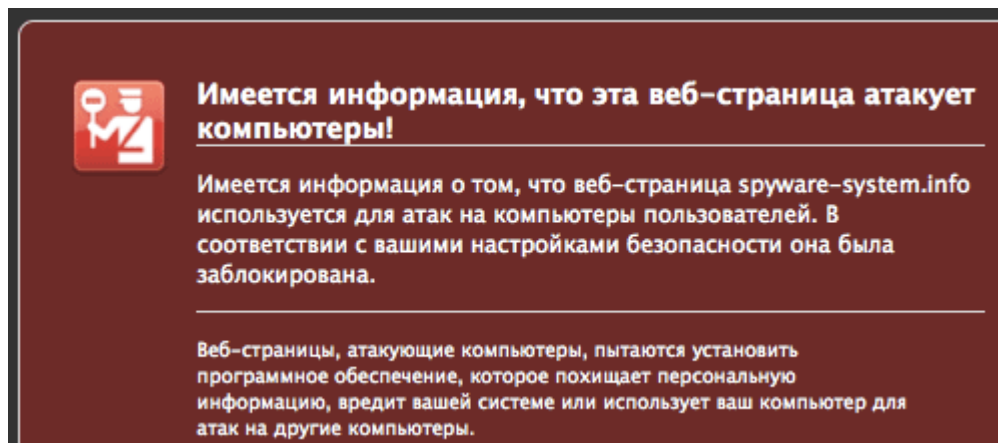 Имеется информация, что эта веб-страница атакует
компьютеры!
Имеется информация о том, что веб-страница spyware-system.info
используется для атак на компьютеры пользователей. В
соответствии с вашими настройками безопасности она была
заблокирована.
Веб-страницы, атакующие компьютеры, пытаются установить
программное обеспечение, которое похищает персональную
информацию, вредит вашей системе или использует ваш компьютер для
атак на другие компьютеры.